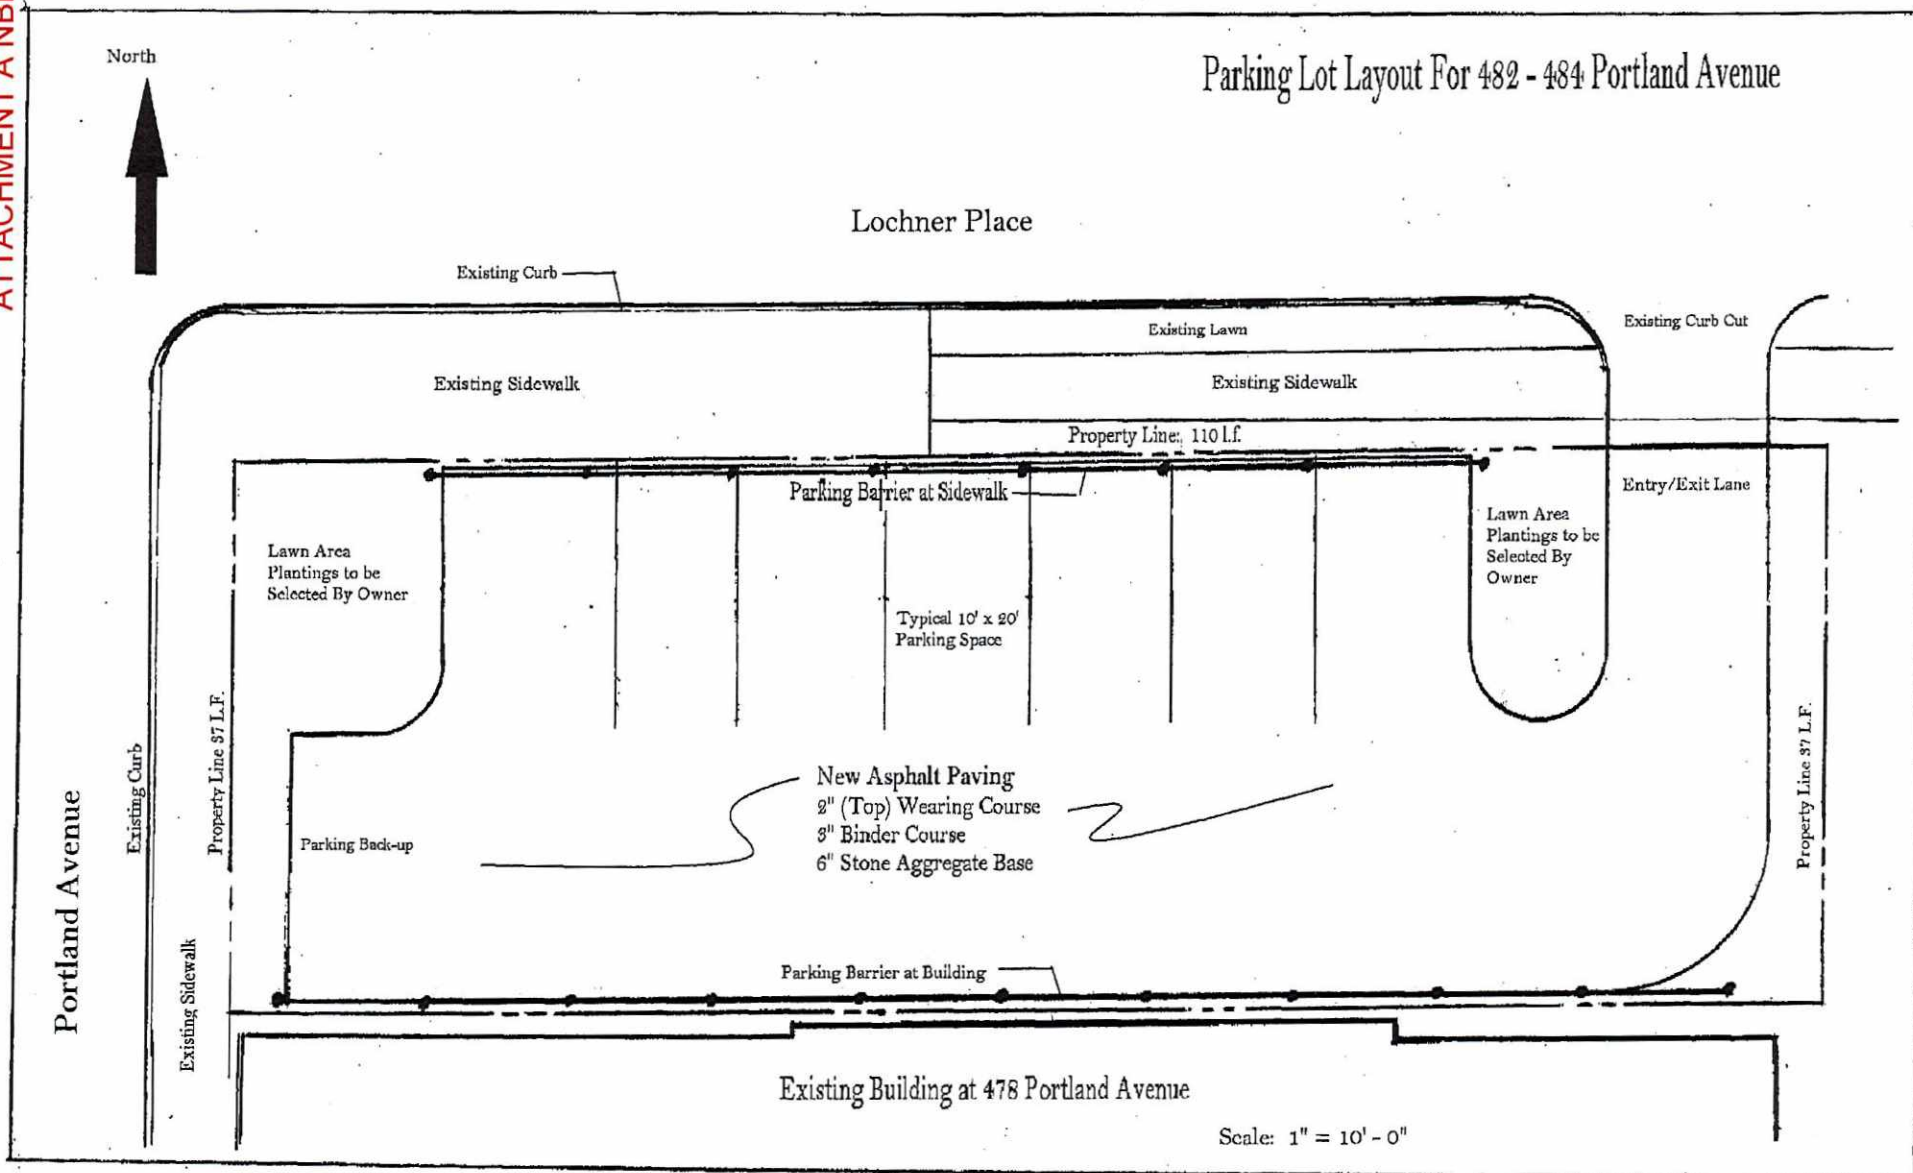 ATTACHMENT A
North
Parking Lot Layout For 482 - 484 Portland Avenue
Lochner Place
Existing Curb
Existing Lawn
Existing Curb Cut
Existing Sidewalk
Existing Sidewalk
Property Line: 110 l.f.
Parking Barrier at Sidewalk
Entry/Exit Lane
Lawn Area
Plantings to be
Selected By Owner
Lawn Area
Plantings to be
Selected By
Owner
Typical 10' x 20'
Parking Space
Property Line 37 L.F.
Property Line 37 L.F.
Existing Curb
Portland Avenue
Existing Sidewalk
Parking Back-up
New Asphalt Paving
2" (Top) Wearing Course
3" Binder Course
6" Stone Aggregate Base
Parking Barrier at Building
Existing Building at 478 Portland Avenue
Scale: 1" = 10' - 0"